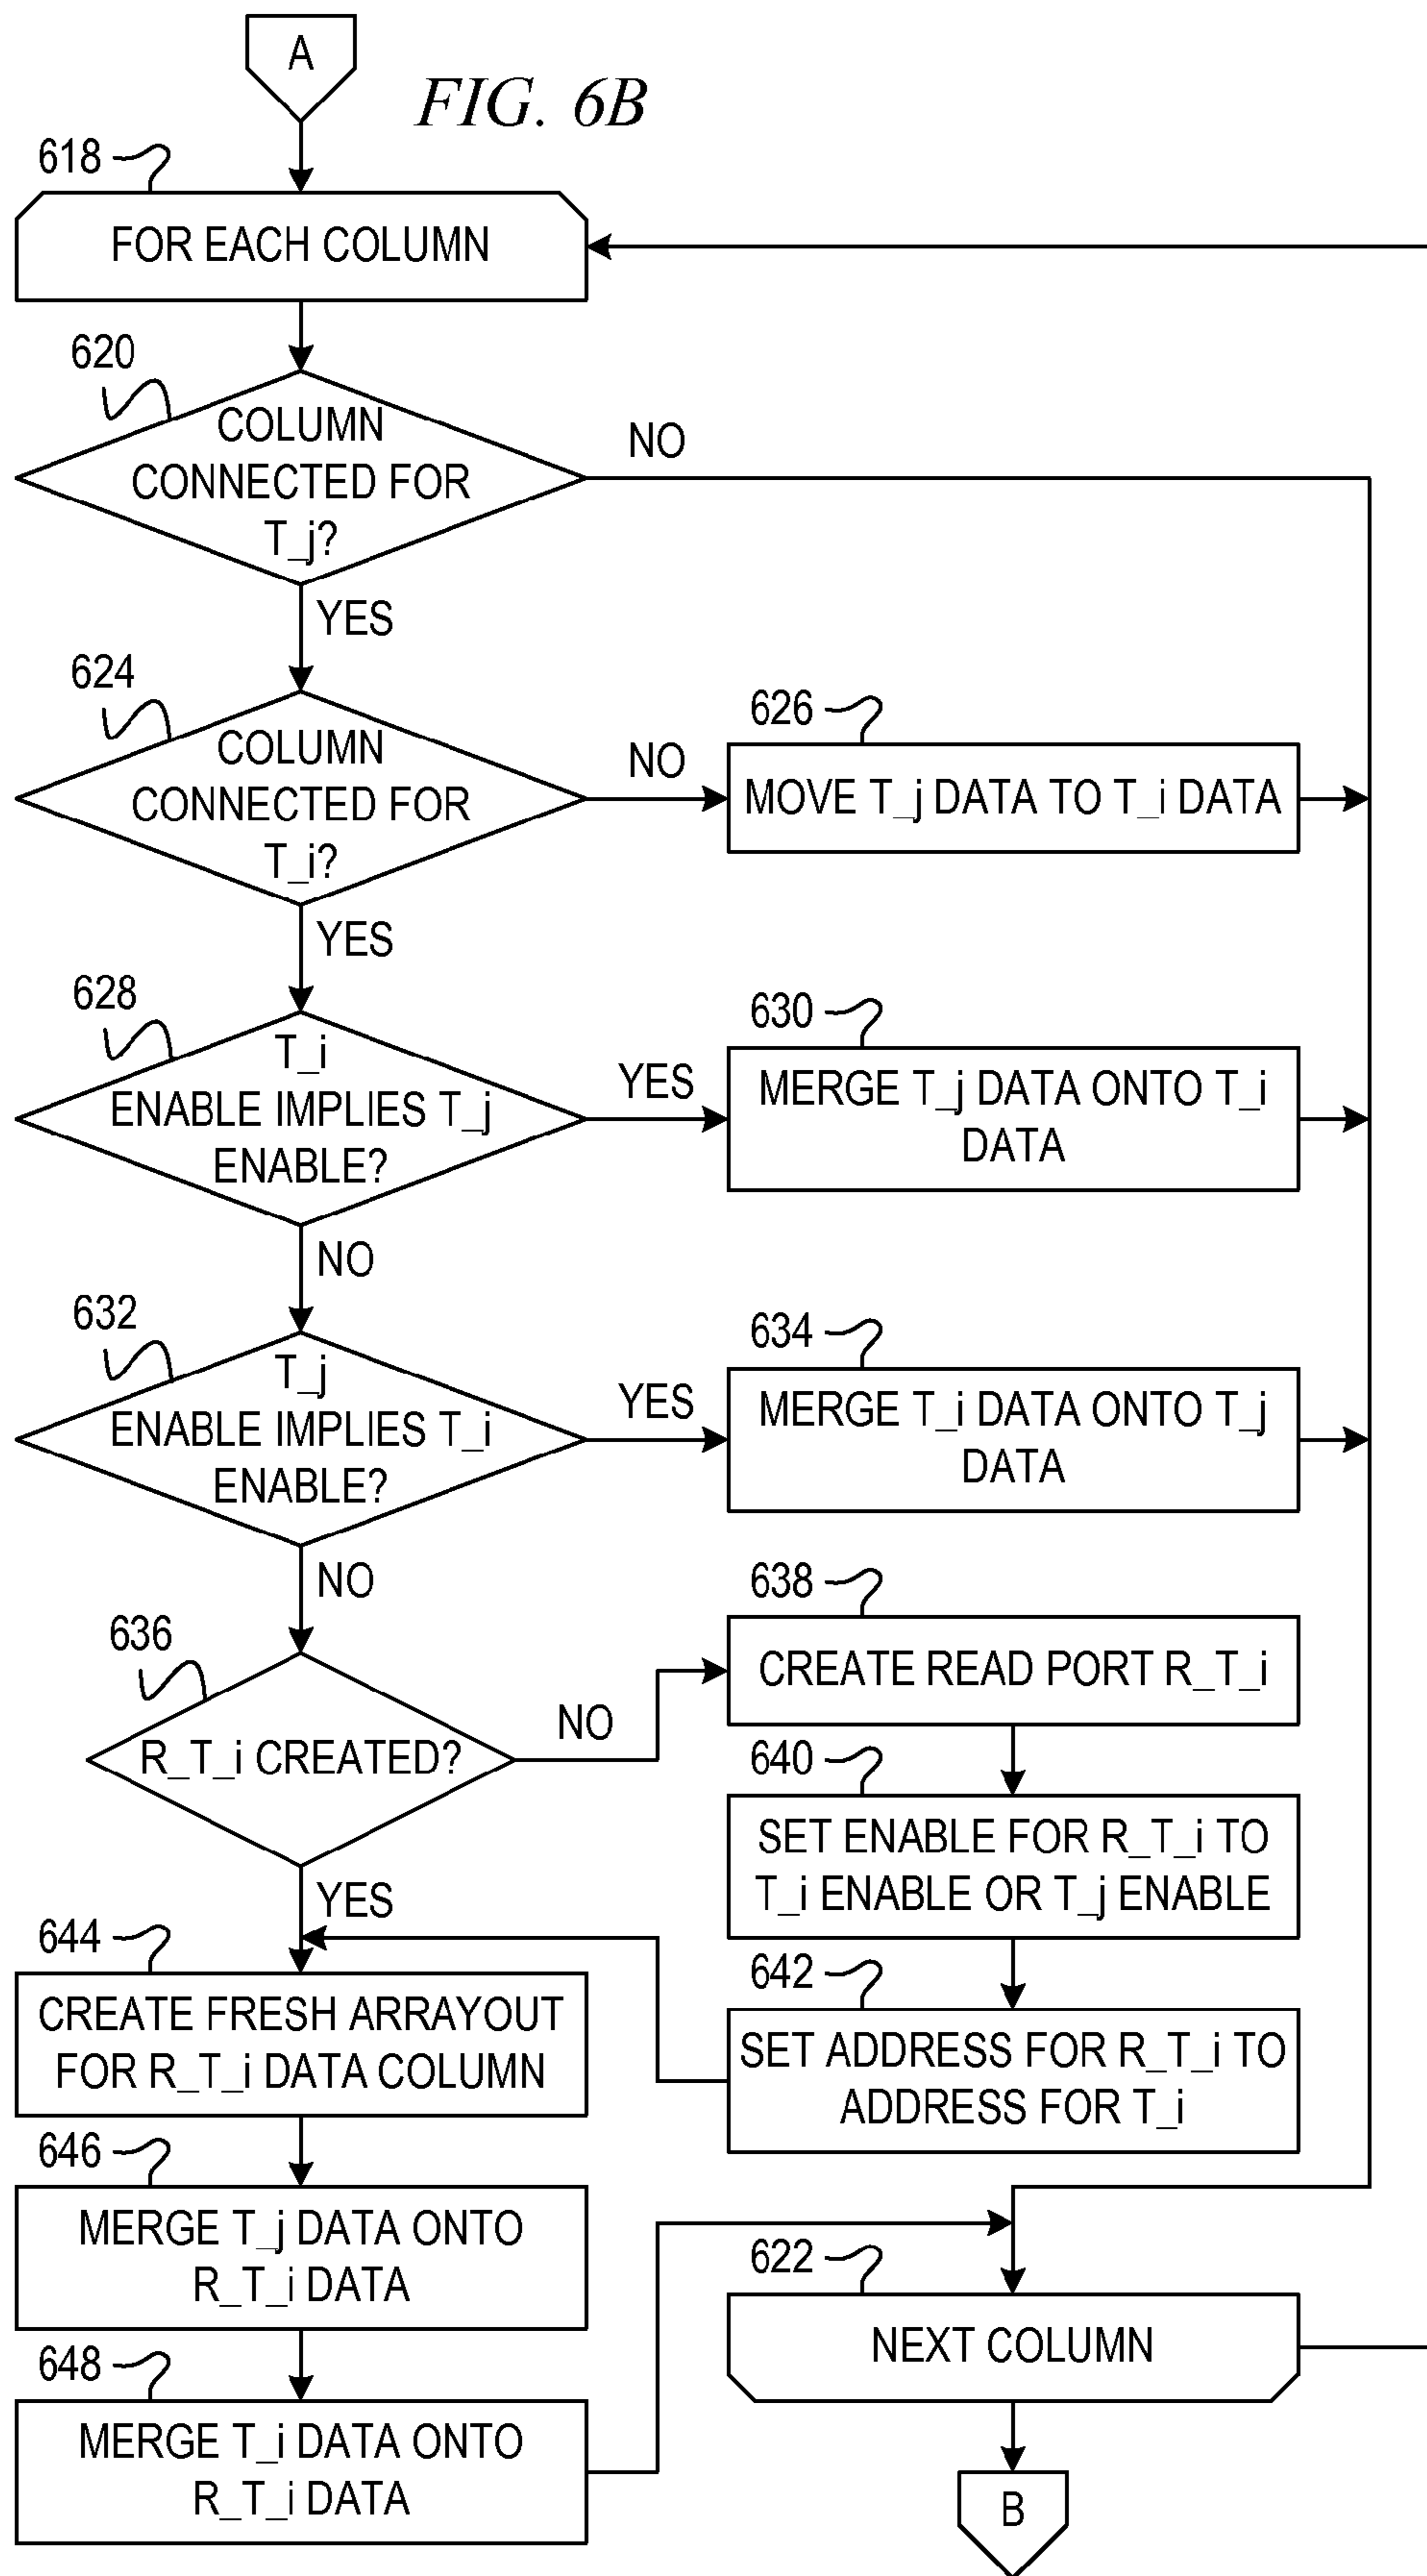 A
FIG. 6B
618
FOR EACH COLUMN
620
COLUMN
CONNECTED FOR
T_j?
NO
YES
624
COLUMN
CONNECTED FOR
T_i?
NO
626
MOVE T_j DATA TO T_i DATA
YES
628
T_i
ENABLE IMPLIES T_j
ENABLE?
YES
630
MERGE T_j DATA ONTO T_i
DATA
NO
632
T_j
ENABLE IMPLIES T_i
ENABLE?
YES
634
MERGE T_i DATA ONTO T_j
DATA
NO
636
R_T_i CREATED?
NO
638
CREATE READ PORT R_T_i
640
SET ENABLE FOR R_T_i TO
T_i ENABLE OR T_j ENABLE
642
SET ADDRESS FOR R_T_i TO
ADDRESS FOR T_i
YES
644
CREATE FRESH ARRAYOUT
FOR R_T_i DATA COLUMN
646
MERGE T_j DATA ONTO
R_T_i DATA
648
MERGE T_i DATA ONTO
R_T_i DATA
622
NEXT COLUMN
B